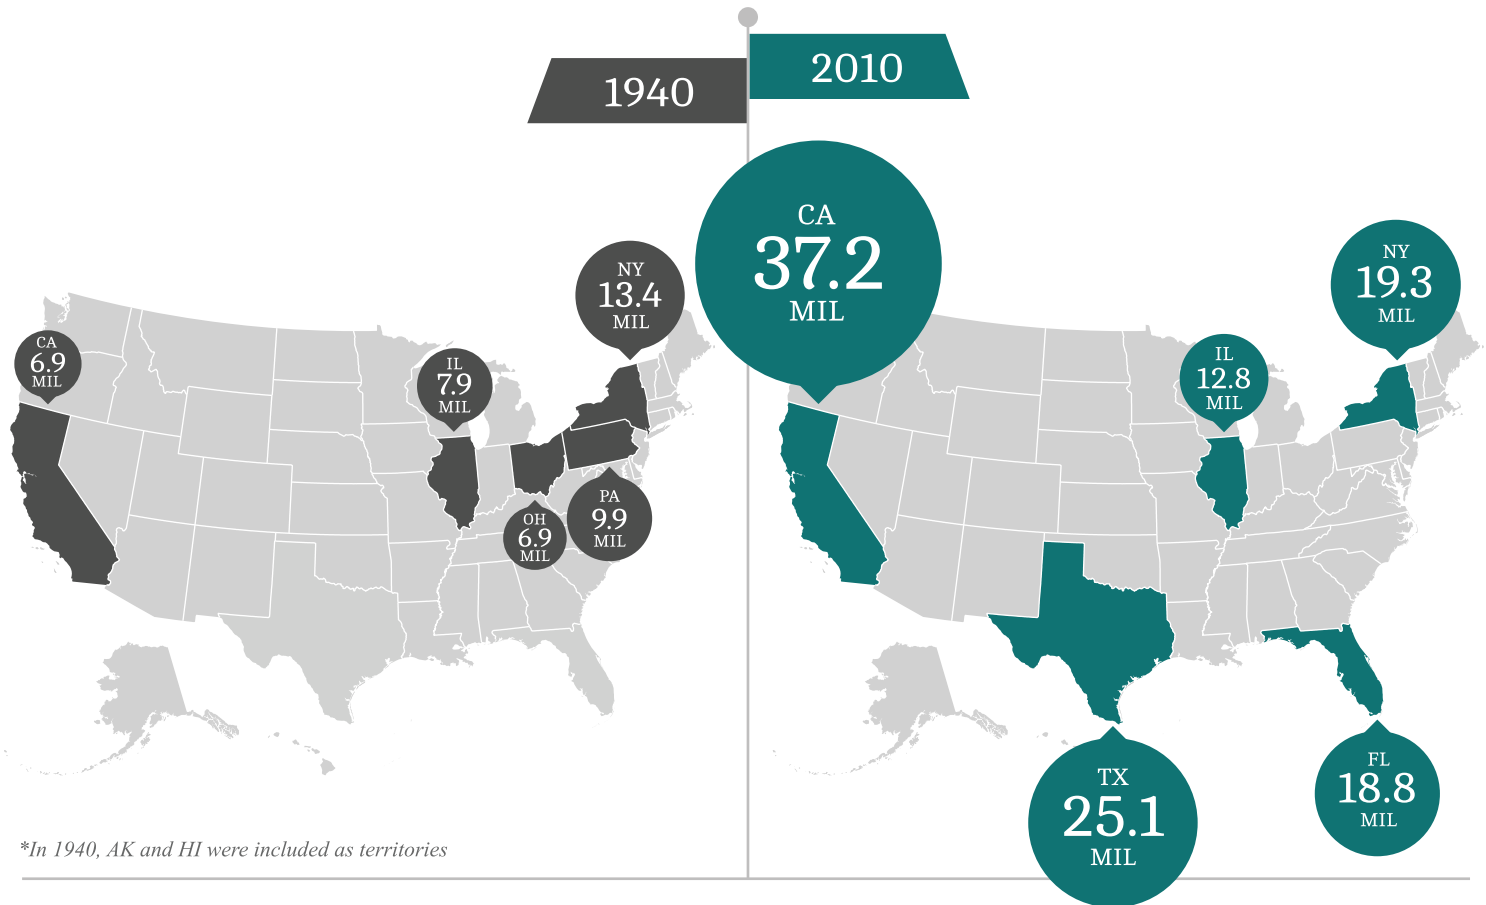 1940
2010
CA
6.9
MIL
IL
7.9
MIL
NY
13.4
MIL
OH
6.9
MIL
PA
9.9
MIL
CA
37.2
MIL
IL
12.8
MIL
NY
19.3
MIL
TX
25.1
MIL
FL
18.8
MIL
*In 1940, AK and HI were included as territories